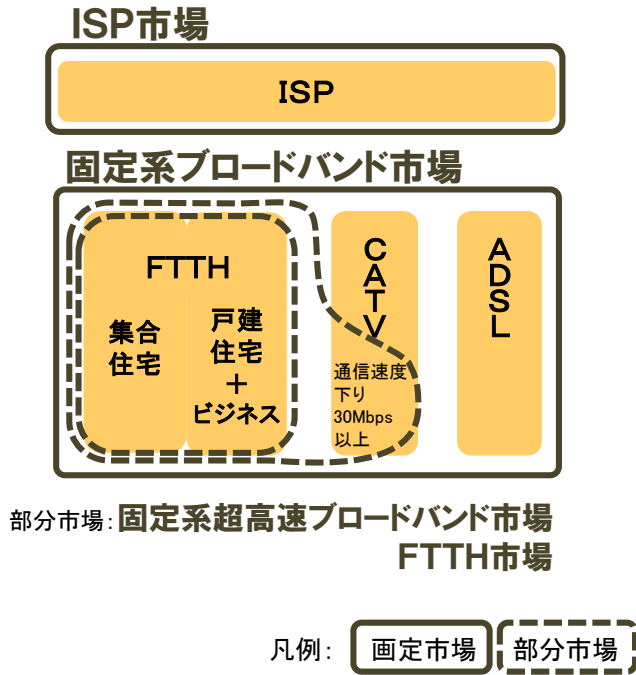 ISP市場
ISP
固定系ブロードバンド市場
FTTH
集合
住宅
戸建
住宅
＋
ビジネス
CATV
通信速度
下り
30Mbps
以上
ADSL
部分市場：固定系超高速ブロードバンド市場
FTTH市場
凡例： 画定市場 部分市場